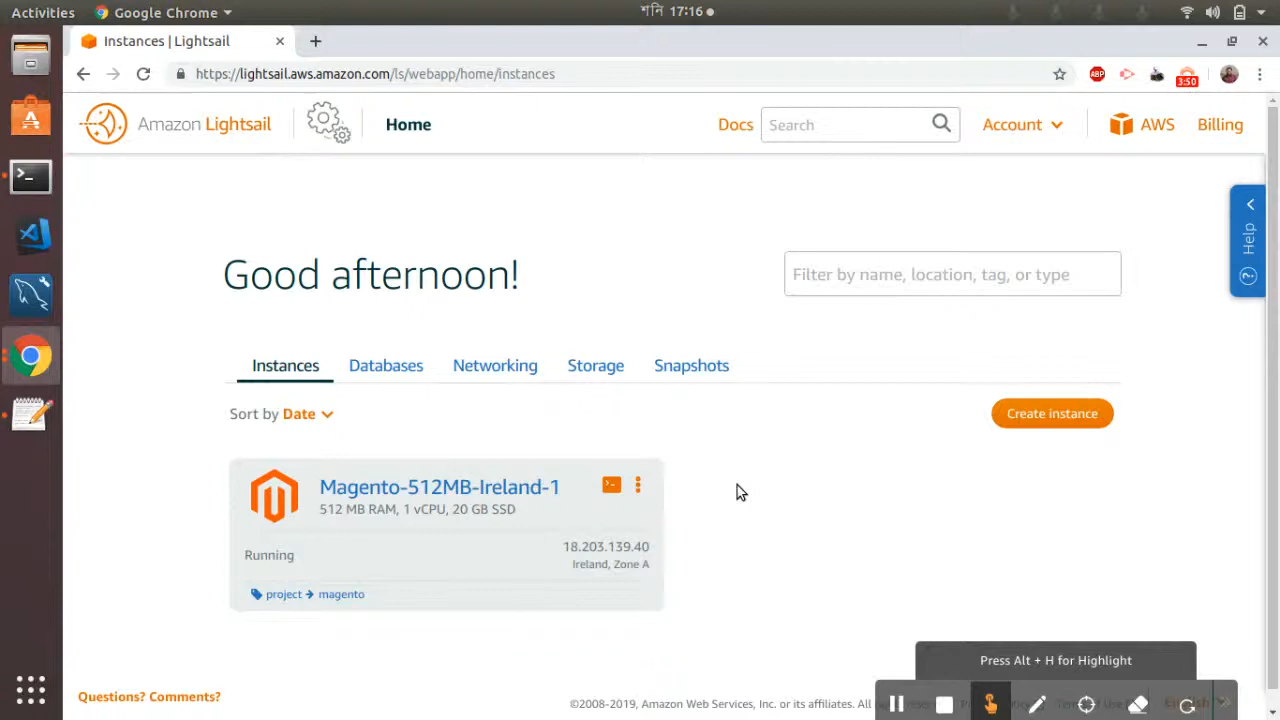 Activities
Google Chrome
শনি 17:16
Instances | Lightsail
https://lightsail.aws.amazon.com/ls/webapp/home/instances
ABP
3:50
Amazon Lightsail
Home
Docs
Search
Account
AWS
Billing
Help
Good afternoon!
Filter by name, location, tag, or type
Instances
Databases
Networking
Storage
Snapshots
Sort by Date
Create instance
Magento-512MB-Ireland-1
512 MB RAM, 1 vCPU, 20 GB SSD
Running
18.203.139.40
Ireland, Zone A
project → magento
Press Alt + H for Highlight
Questions? Comments?
©2008-2019, Amazon Web Services, Inc. or its affiliates. All